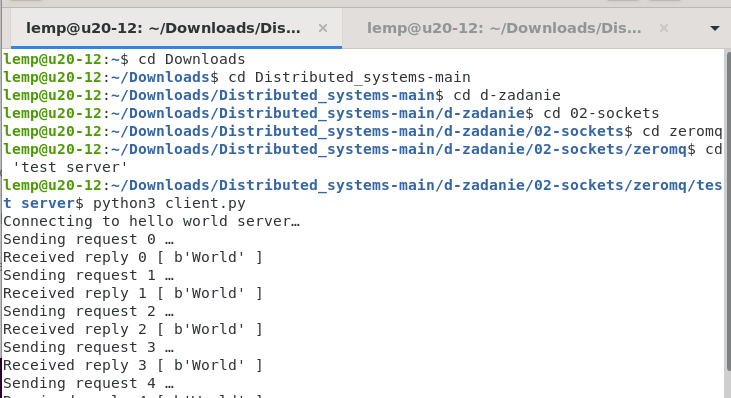 lemp@u20-12: ~/Downloads/Dis... × lemp@u20-12: ~/Downloads/Dis... ×
lemp@u20-12:~$ cd Downloads
lemp@u20-12:~/Downloads$ cd Distributed_systems-main
lemp@u20-12:~/Downloads/Distributed_systems-main$ cd d-zadanie
lemp@u20-12:~/Downloads/Distributed_systems-main/d-zadanie$ cd 02-sockets
lemp@u20-12:~/Downloads/Distributed_systems-main/d-zadanie/02-sockets$ cd zeromq
lemp@u20-12:~/Downloads/Distributed_systems-main/d-zadanie/02-sockets/zeromq$ cd
'test server'
lemp@u20-12:~/Downloads/Distributed_systems-main/d-zadanie/02-sockets/zeromq/tes
t server$ python3 client.py
Connecting to hello world server…
Sending request 0 …
Received reply 0 [ b'World' ]
Sending request 1 …
Received reply 1 [ b'World' ]
Sending request 2 …
Received reply 2 [ b'World' ]
Sending request 3 …
Received reply 3 [ b'World' ]
Sending request 4 …